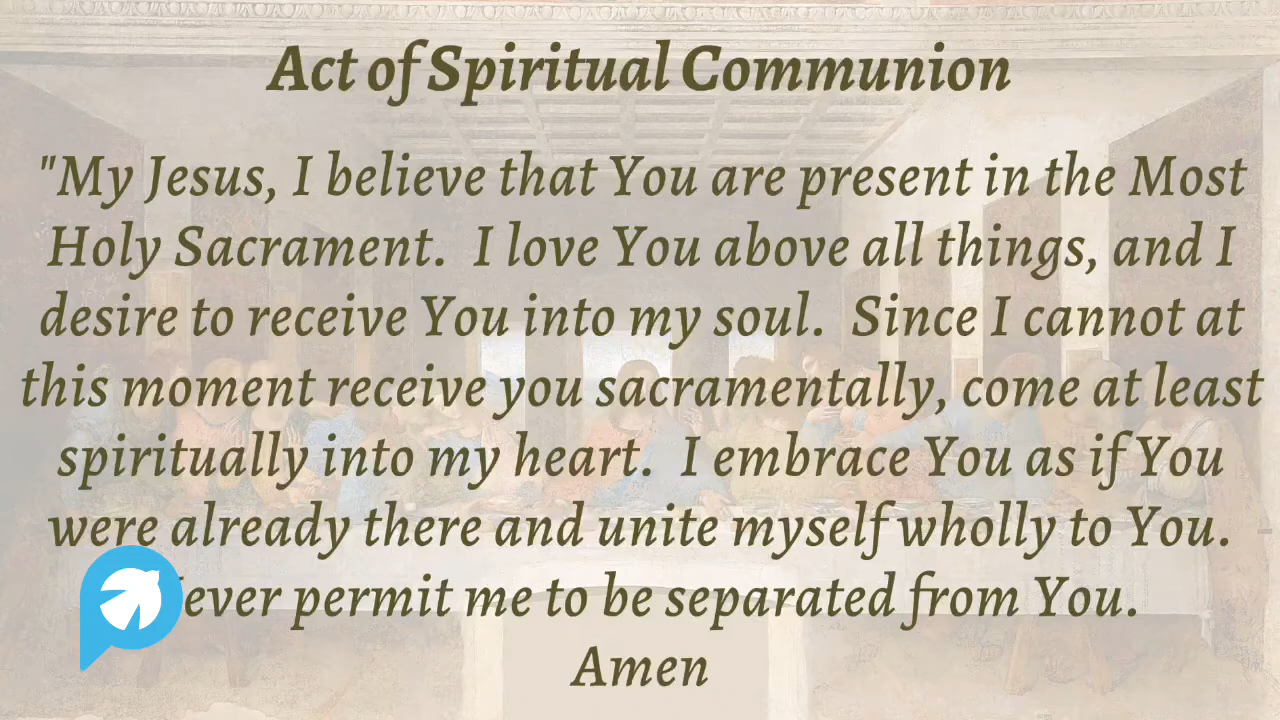 Act of Spiritual Communion
"My Jesus, I believe that You are present in the Most
Holy Sacrament.  I love You above all things, and I
desire to receive You into my soul.  Since I cannot at
this moment receive you sacramentally, come at least
spiritually into my heart.  I embrace You as if You
were already there and unite myself wholly to You.
ever permit me to be separated from You.
Amen